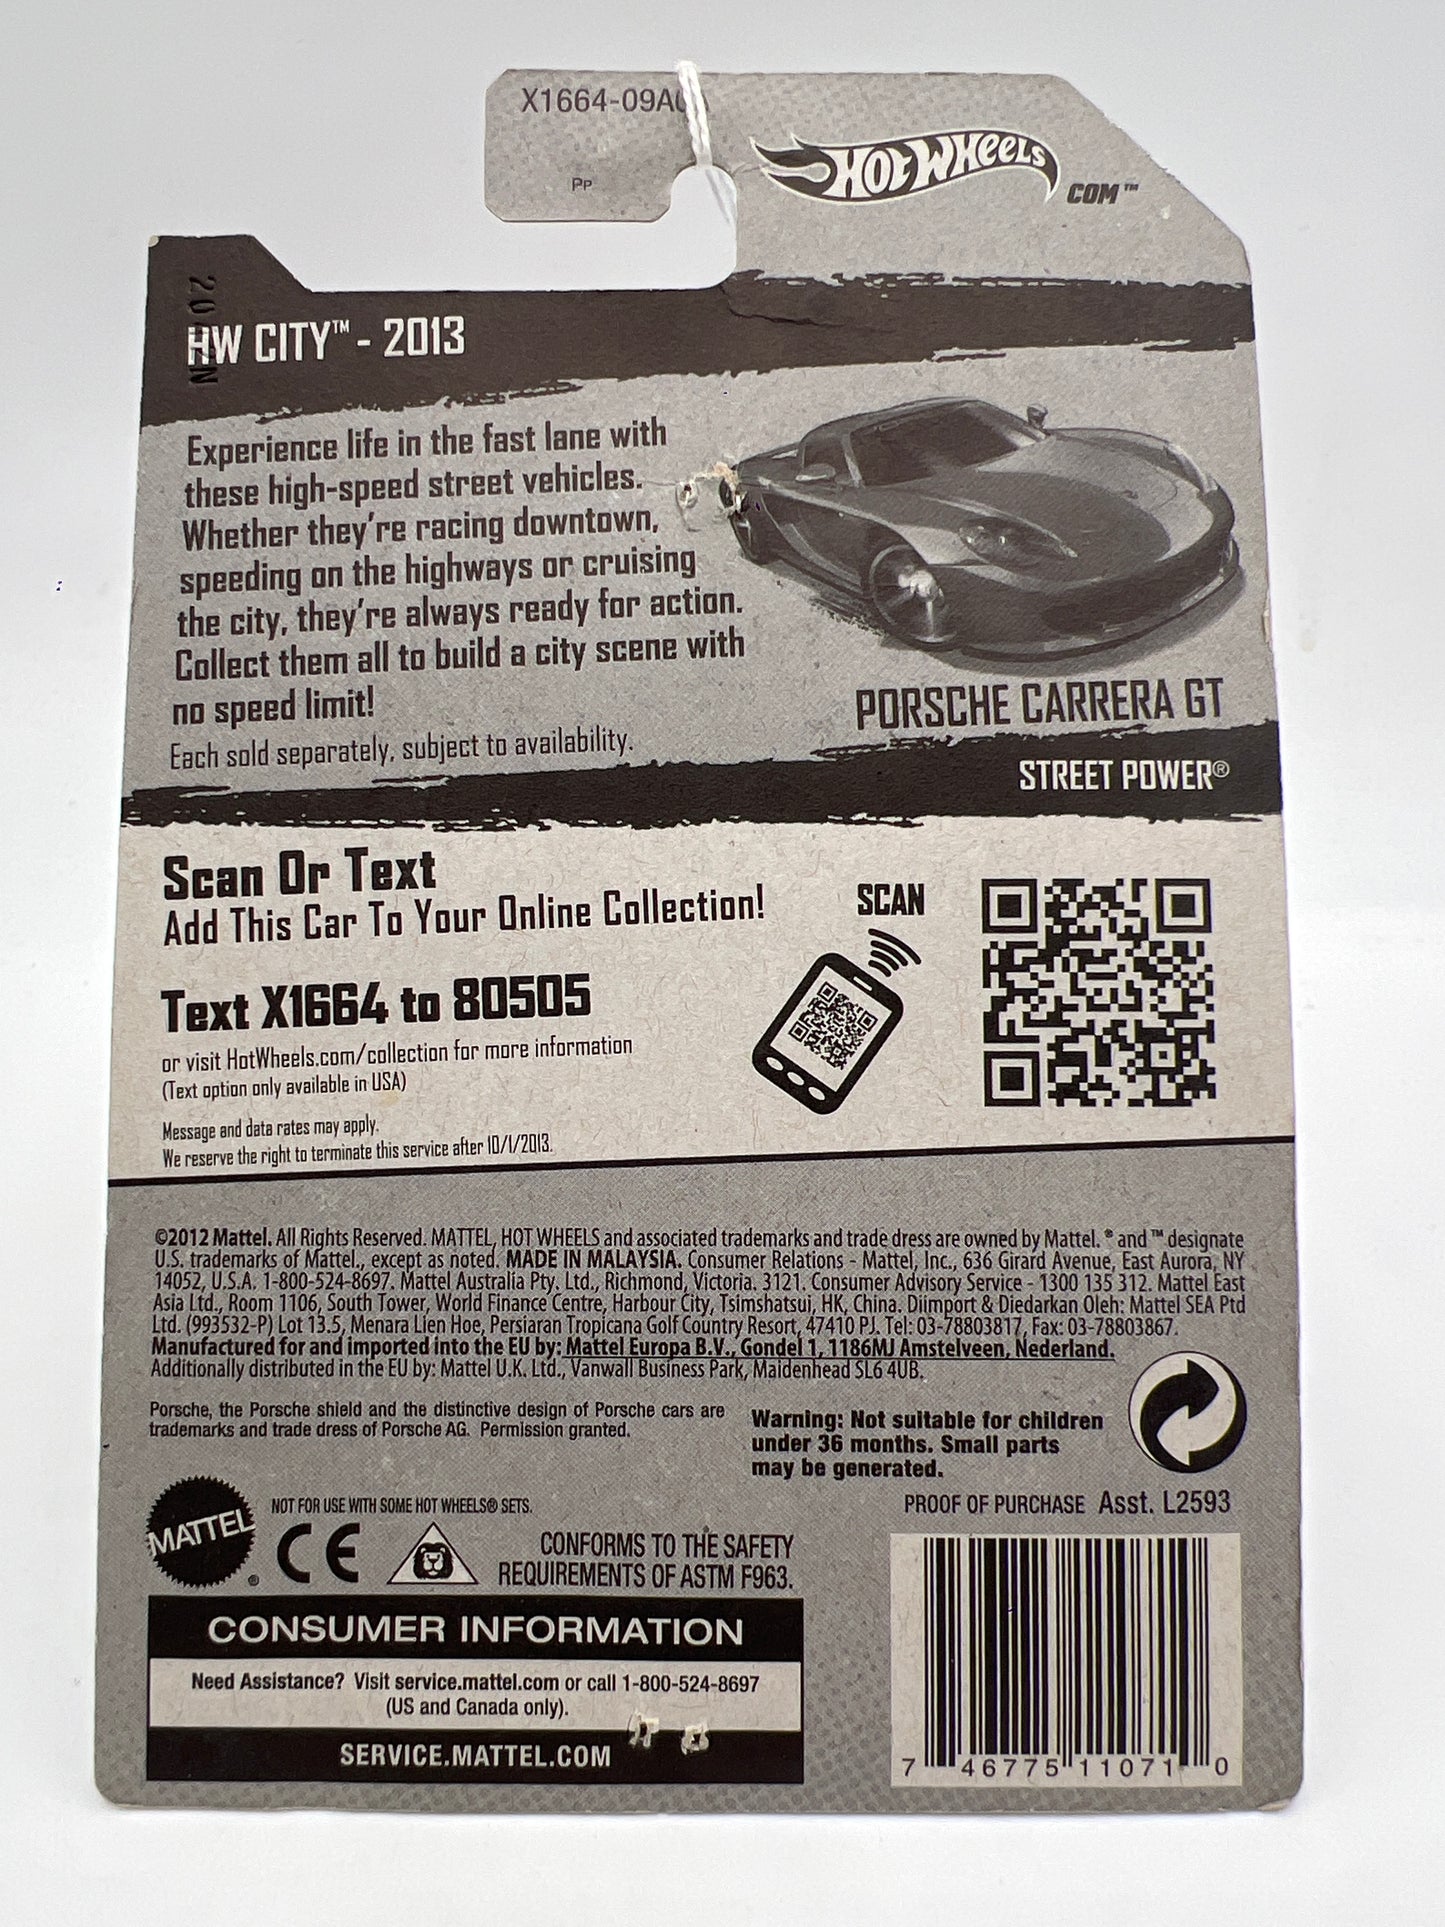 Pp
HOT WHEELS
.COM™
HW CITY™ - 2013
Experience life in the fast lane with
these high-speed street vehicles.
Whether they're racing downtown,
speeding on the highways or cruising
the city, they're always ready for action.
Collect them all to build a city scene with
no speed limit!
Each sold separately, subject to availability.
PORSCHE CARRERA GT
STREET POWER®
Scan Or Text
Add This Car To Your Online Collection!
Text X1664 to 80505
or visit HotWheels.com/collection for more information
(Text option only available in USA)
Message and data rates may apply.
We reserve the right to terminate this service after 10/1/2013.
SCAN
©2012 Mattel. All Rights Reserved. MATTEL, HOT WHEELS and associated trademarks and trade dress are owned by Mattel. ® and ™ designate
U.S. trademarks of Mattel., except as noted. MADE IN MALAYSIA. Consumer Relations - Mattel, Inc., 636 Girard Avenue, East Aurora, NY
14052, U.S.A. 1-800-524-8697. Mattel Australia Pty. Ltd., Richmond, Victoria. 3121. Consumer Advisory Service - 1300 135 312. Mattel East
Asia Ltd., Room 1106, South Tower, World Finance Centre, Harbour City, Tsimshatsui, HK, China. Diimport & Diedarkan Oleh: Mattel SEA Ptd
Ltd. (993532-P) Lot 13.5, Menara Lien Hoe, Persiaran Tropicana Golf Country Resort, 47410 PJ. Tel: 03-78803817, Fax: 03-78803867.
Manufactured for and imported into the EU by: Mattel Europa B.V., Gondel 1, 1186MJ Amstelveen, Nederland.
Additionally distributed in the EU by: Mattel U.K. Ltd., Vanwall Business Park, Maidenhead SL6 4UB.
Porsche, the Porsche shield and the distinctive design of Porsche cars are
trademarks and trade dress of Porsche AG. Permission granted.
Warning: Not suitable for children
under 36 months. Small parts
may be generated.
MATTEL®
NOT FOR USE WITH SOME HOT WHEELS® SETS.
CE
CONFORMS TO THE SAFETY
REQUIREMENTS OF ASTM F963.
PROOF OF PURCHASE Asst. L2593
CONSUMER INFORMATION
Need Assistance? Visit service.mattel.com or call 1-800-524-8697
(US and Canada only).
SERVICE.MATTEL.COM
7 46775 11071 0